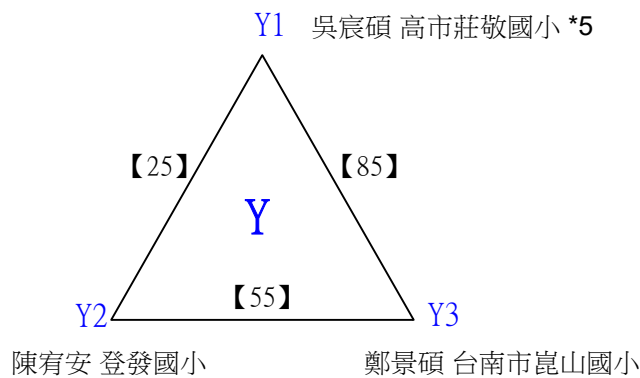 Y1 吳宸碩 高市莊敬國小 *5
【25】 【85】
Y
【55】
Y2 Y3
陳宥安 登發國小 鄭景碩 台南市崑山國小